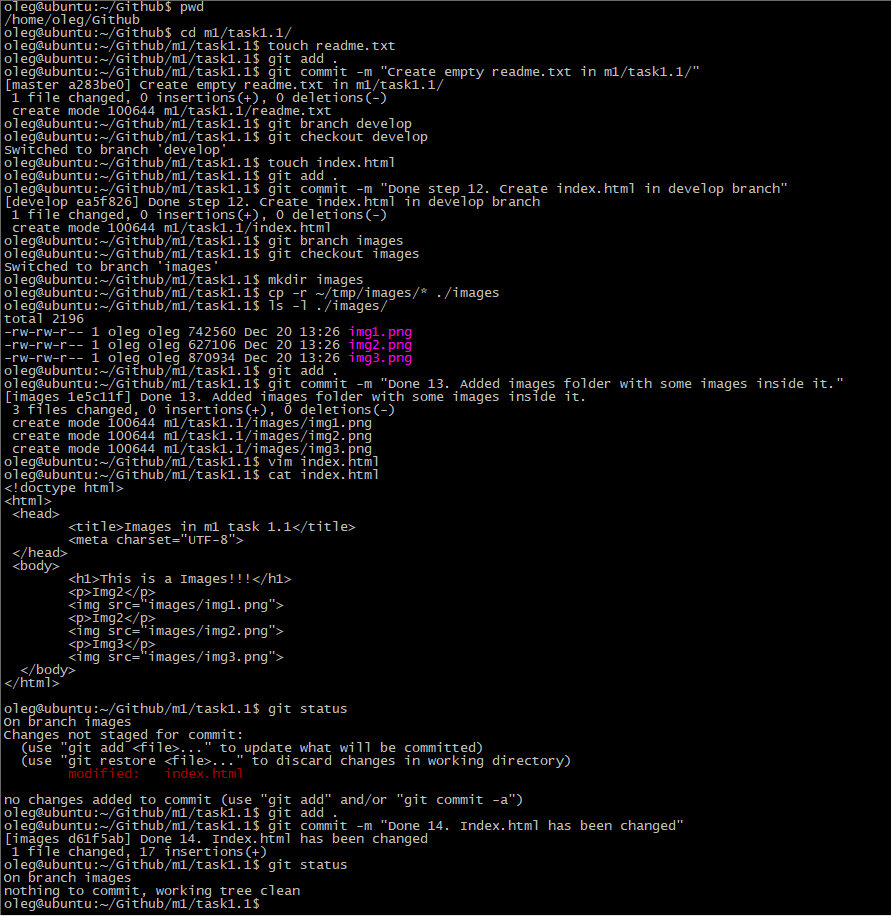 oleg@ubuntu:~/Github$ pwd
/home/oleg/Github
oleg@ubuntu:~/Github$ cd m1/task1.1/
oleg@ubuntu:~/Github/m1/task1.1$ touch readme.txt
oleg@ubuntu:~/Github/m1/task1.1$ git add .
oleg@ubuntu:~/Github/m1/task1.1$ git commit -m "Create empty readme.txt in m1/task1.1/"
[master a283be0] Create empty readme.txt in m1/task1.1/
 1 file changed, 0 insertions(+), 0 deletions(-)
 create mode 100644 m1/task1.1/readme.txt
oleg@ubuntu:~/Github/m1/task1.1$ git branch develop
oleg@ubuntu:~/Github/m1/task1.1$ git checkout develop
Switched to branch 'develop'
oleg@ubuntu:~/Github/m1/task1.1$ touch index.html
oleg@ubuntu:~/Github/m1/task1.1$ git add .
oleg@ubuntu:~/Github/m1/task1.1$ git commit -m "Done step 12. Create index.html in develop branch"
[develop ea5f826] Done step 12. Create index.html in develop branch
 1 file changed, 0 insertions(+), 0 deletions(-)
 create mode 100644 m1/task1.1/index.html
oleg@ubuntu:~/Github/m1/task1.1$ git branch images
oleg@ubuntu:~/Github/m1/task1.1$ git checkout images
Switched to branch 'images'
oleg@ubuntu:~/Github/m1/task1.1$ mkdir images
oleg@ubuntu:~/Github/m1/task1.1$ cp -r ~/tmp/images/* ./images
oleg@ubuntu:~/Github/m1/task1.1$ ls -l ./images/
total 2196
-rw-rw-r-- 1 oleg oleg 742560 Dec 20 13:26 img1.png
-rw-rw-r-- 1 oleg oleg 627106 Dec 20 13:26 img2.png
-rw-rw-r-- 1 oleg oleg 870934 Dec 20 13:26 img3.png
oleg@ubuntu:~/Github/m1/task1.1$ git add .
oleg@ubuntu:~/Github/m1/task1.1$ git commit -m "Done 13. Added images folder with some images inside it."
[images 1e5c11f] Done 13. Added images folder with some images inside it.
 3 files changed, 0 insertions(+), 0 deletions(-)
 create mode 100644 m1/task1.1/images/img1.png
 create mode 100644 m1/task1.1/images/img2.png
 create mode 100644 m1/task1.1/images/img3.png
oleg@ubuntu:~/Github/m1/task1.1$ vim index.html
oleg@ubuntu:~/Github/m1/task1.1$ cat index.html
<!doctype html>
<html>
 <head>
        <title>Images in m1 task 1.1</title>
        <meta charset="UTF-8">
 </head>
 <body>
        <h1>This is a Images!!!</h1>
        <p>Img2</p>
        <img src="images/img1.png">
        <p>Img2</p>
        <img src="images/img2.png">
        <p>Img3</p>
        <img src="images/img3.png">
  </body>
</html>
oleg@ubuntu:~/Github/m1/task1.1$ git status
On branch images
Changes not staged for commit:
  (use "git add <file>..." to update what will be committed)
  (use "git restore <file>..." to discard changes in working directory)
        modified:   index.html
no changes added to commit (use "git add" and/or "git commit -a")
oleg@ubuntu:~/Github/m1/task1.1$ git add .
oleg@ubuntu:~/Github/m1/task1.1$ git commit -m "Done 14. Index.html has been changed"
[images d61f5ab] Done 14. Index.html has been changed
 1 file changed, 17 insertions(+)
oleg@ubuntu:~/Github/m1/task1.1$ git status
On branch images
nothing to commit, working tree clean
oleg@ubuntu:~/Github/m1/task1.1$